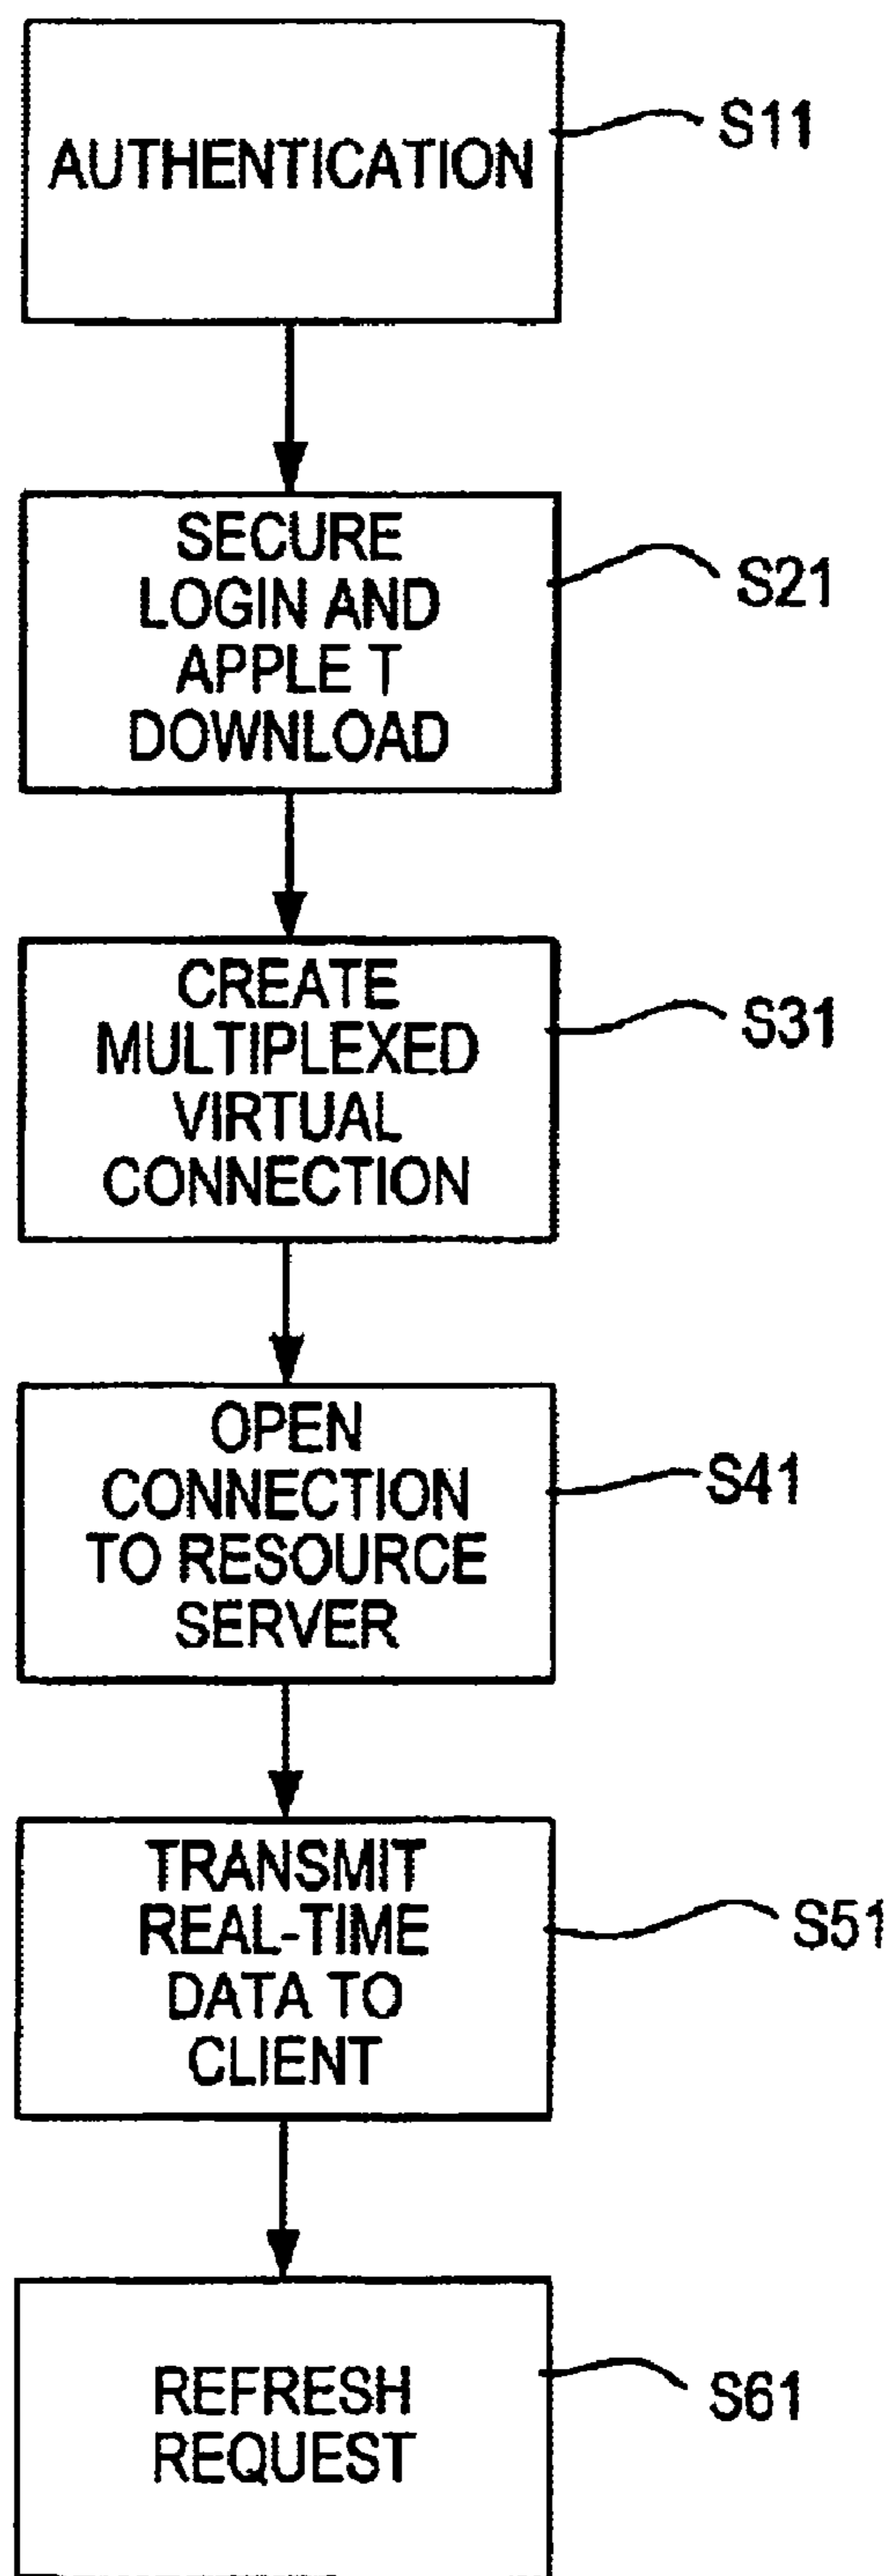 AUTHENTICATION
S11
SECURE
LOGIN AND
APPLE T
DOWNLOAD
S21
CREATE
MULTIPLEXED
VIRTUAL
CONNECTION
S31
OPEN
CONNECTION
TO RESOURCE
SERVER
S41
TRANSMIT
REAL-TIME
DATA TO
CLIENT
S51
REFRESH
REQUEST
S61